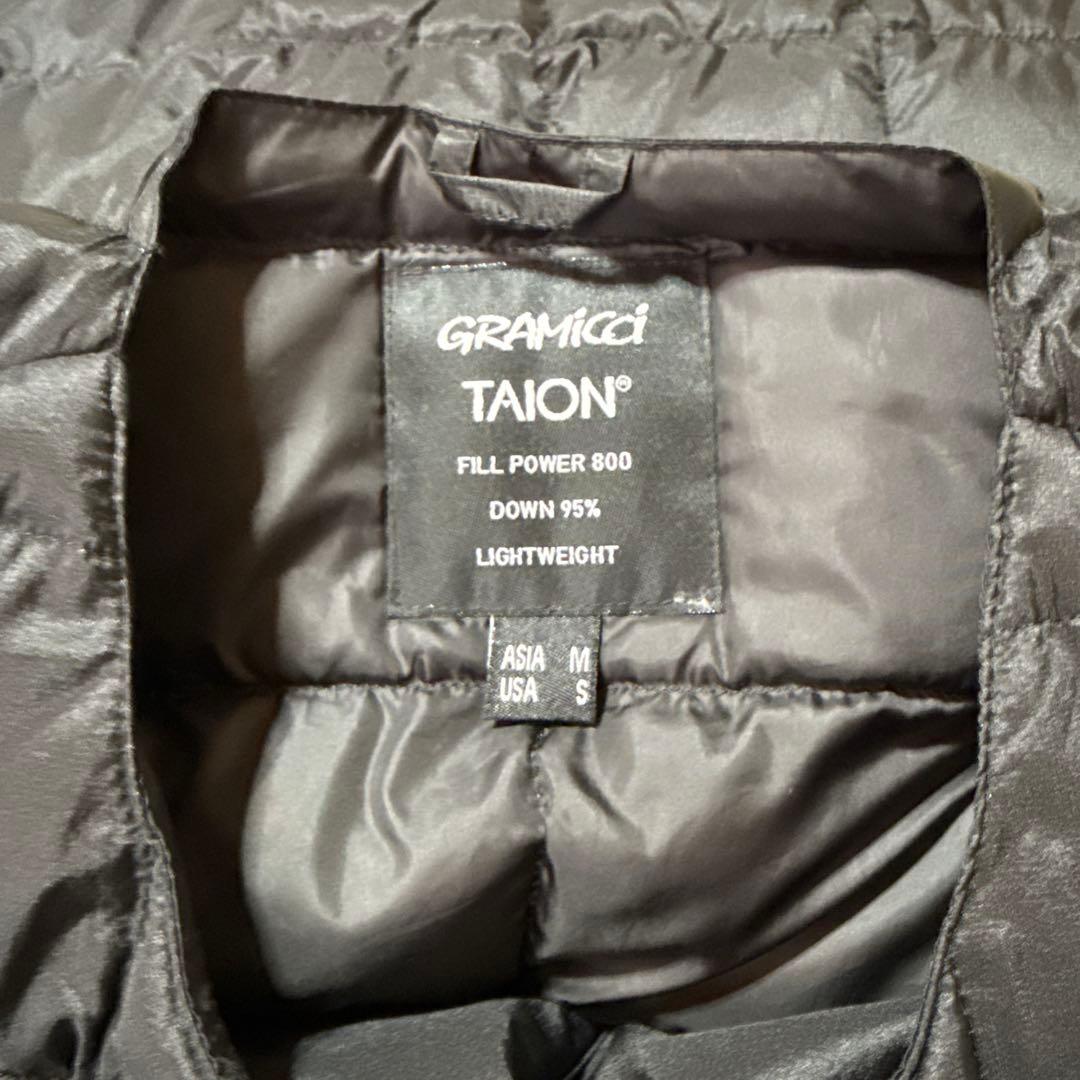 GRAMiCCi
TAION®
FILL POWER 800
DOWN 95%
LIGHTWEIGHT
ASIA M
USA S